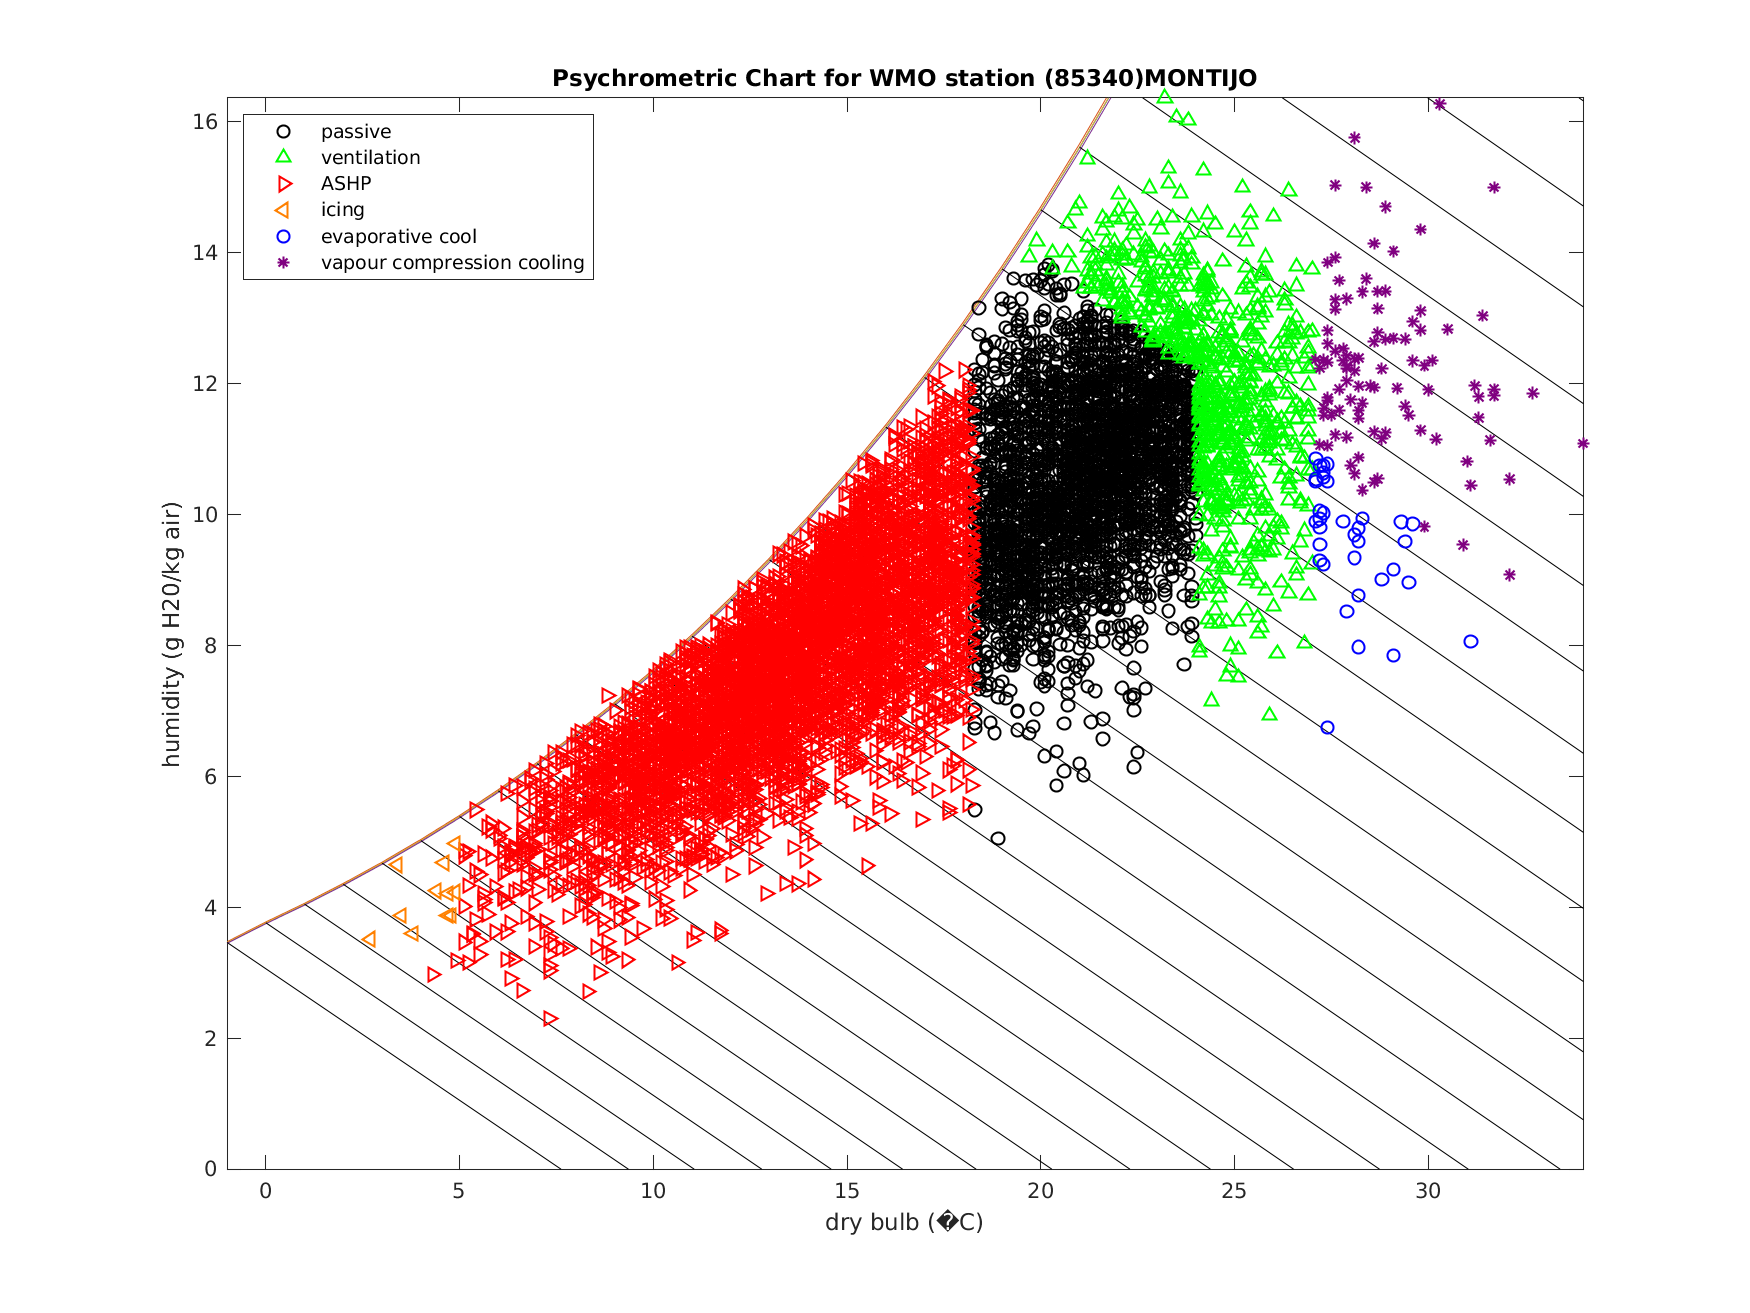 Psychrometric Chart for WMO station (85340)MONTIJO
passive
ventilation
ASHP
icing
evaporative cool
vapour compression cooling
humidity (g H20/kg air)
16
14
12
10
8
6
4
2
0
0 5 10 15 20 25 30
dry bulb (�C)